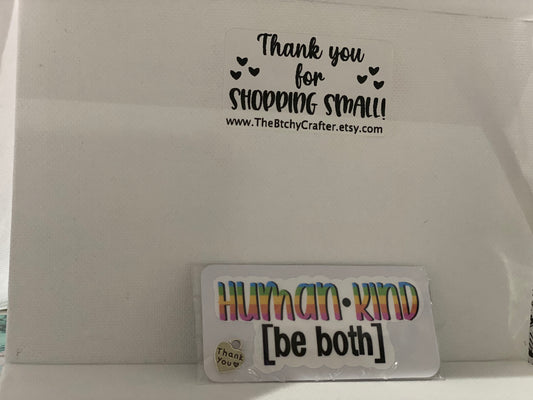 Thank you
for
SHOPPING SMALL!
www.TheBtchyCrafter.etsy.com
HUMAN • KIND
[be both]
Thank
you